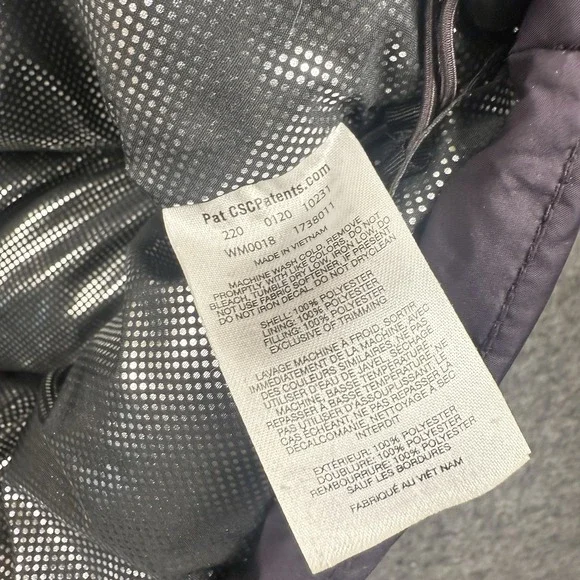 Pat CSCPatents.com
220 0120 10231
WM0018 1738011
MADE IN VIETNAM
MACHINE WASH COLD, REMOVE
PROMPTLY, WITH LIKE COLORS, DO NOT
BLEACH, TUMBLE DRY LOW, IRON LOW, DO
NOT USE FABRIC SOFTENER, IF PRESENT
DO NOT IRON DECAL, DO NOT DRYCLEAN
SHELL: 100% POLYESTER
LINING: 100% POLYESTER
FILLING: 100% POLYESTER
EXCLUSIVE OF TRIMMING
LAVAGE MACHINE À FROID, SORTIR
IMMÉDIATEMENT DE LA MACHINE, AVEC
DES COULEURS SIMILAIRES, NE PAS
UTILISER D'EAU DE JAVEL, SÉCHAGE
MACHINE, BASSE TEMPÉRATURE,
REPASSER À BASSE TEMPÉRATURE, NE
PAS UTILISER D'ASSOUPLISSANT, LE
CAS ÉCHÉANT NE PAS REPASSER LE
DÉCALCOMANIE, NETTOYAGE À SEC
INTERDIT
EXTÉRIEUR: 100% POLYESTER
DOUBLURE: 100% POLYESTER
REMBOURRURE: 100% POLYESTER
SAUF LES BORDURES
FABRIQUÉ AU VIÊT NAM